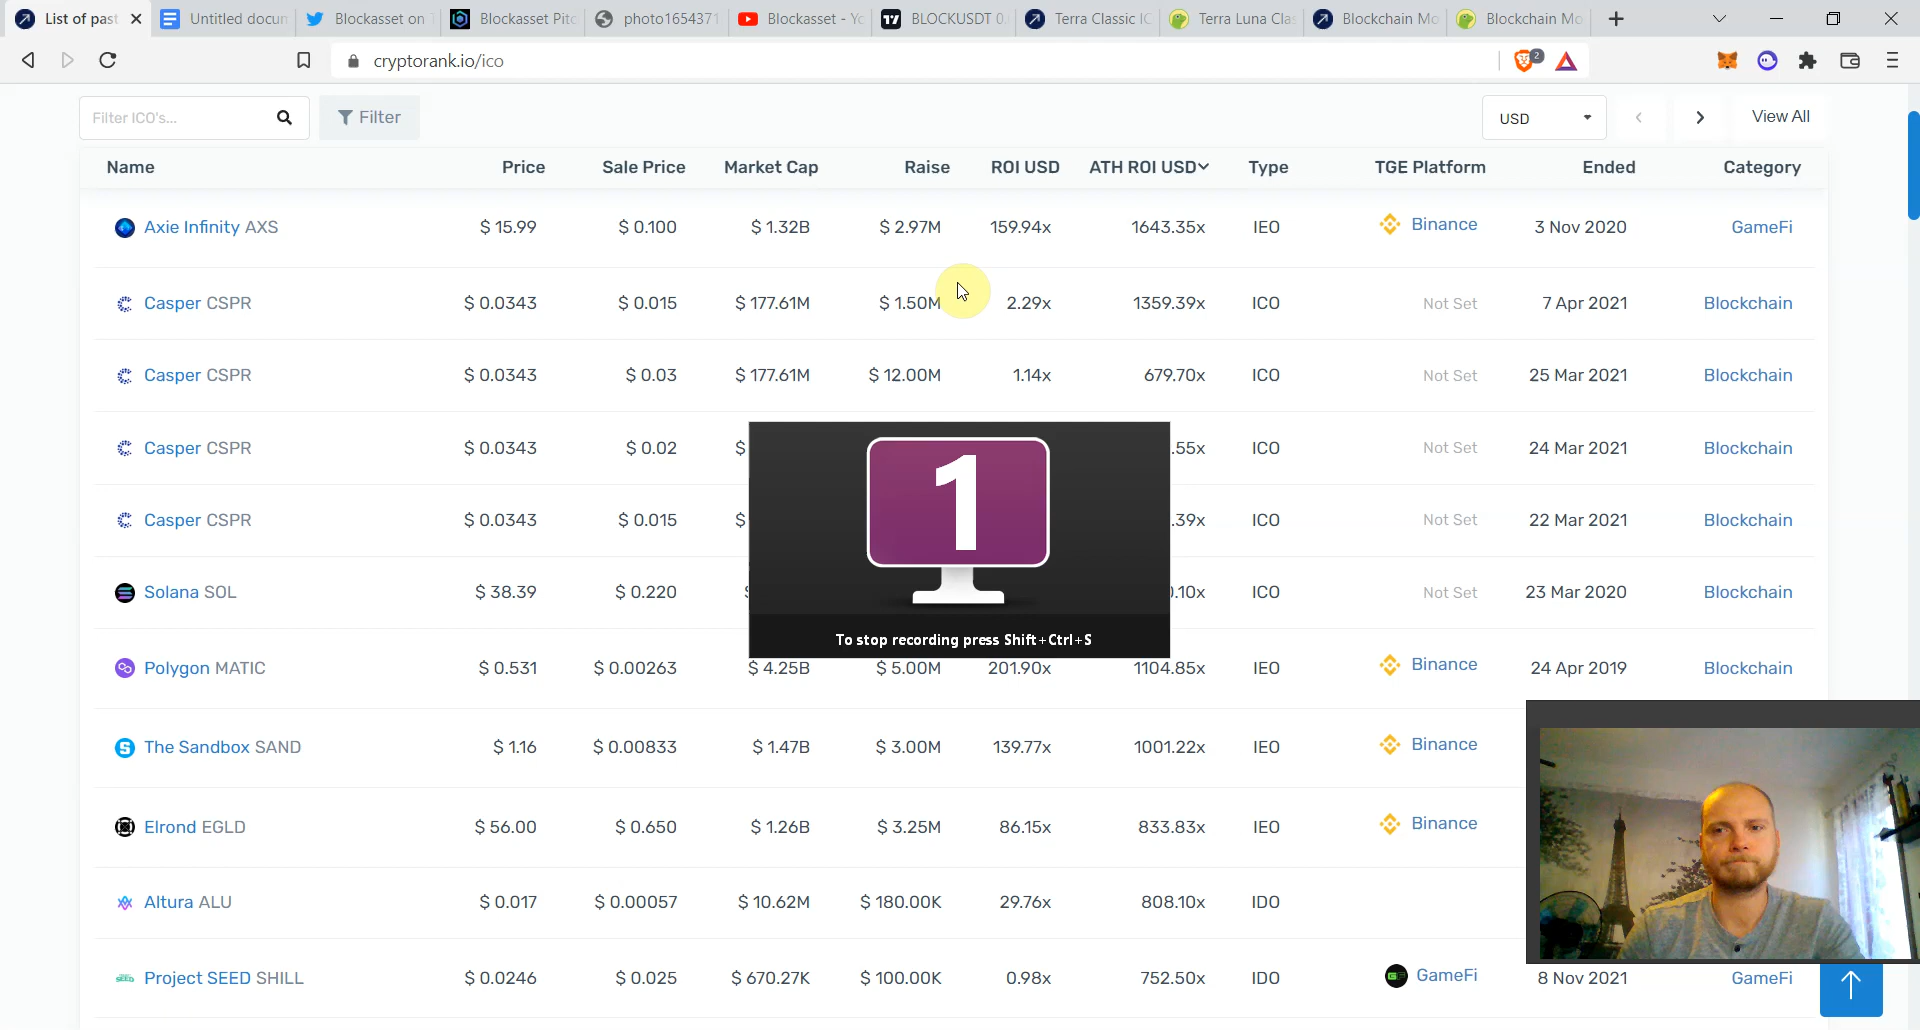 List of past
Untitled docun
Blockasset on T
Blockasset Pitc
photo1654371
Blockasset - Yo
BLOCKUSDT 0.
Terra Classic IC
Terra Luna Clas
Blockchain Mo
Blockchain Mo
cryptorank.io/ico
2
Filter ICO's...
Filter
USD
View All
Name Price Sale Price Market Cap Raise ROI USD ATH ROI USD Type TGE Platform Ended Category
Axie Infinity AXS $ 15.99 $ 0.100 $ 1.32B $ 2.97M 159.94x 1643.35x IEO Binance 3 Nov 2020 GameFi
Casper CSPR $ 0.0343 $ 0.015 $ 177.61M $ 1.50M 2.29x 1359.39x ICO Not Set 7 Apr 2021 Blockchain
Casper CSPR $ 0.0343 $ 0.03 $ 177.61M $ 12.00M 1.14x 679.70x ICO Not Set 25 Mar 2021 Blockchain
Casper CSPR $ 0.0343 $ 0.02 $ .55x ICO Not Set 24 Mar 2021 Blockchain
Casper CSPR $ 0.0343 $ 0.015 $ .39x ICO Not Set 22 Mar 2021 Blockchain
Solana SOL $ 38.39 $ 0.220 .10x ICO Not Set 23 Mar 2020 Blockchain
1
To stop recording press Shift+Ctrl+S
Polygon MATIC $ 0.531 $ 0.00263 $ 4.25B $ 5.00M 201.90x 1104.85x IEO Binance 24 Apr 2019 Blockchain
The Sandbox SAND $ 1.16 $ 0.00833 $ 1.47B $ 3.00M 139.77x 1001.22x IEO Binance
Elrond EGLD $ 56.00 $ 0.650 $ 1.26B $ 3.25M 86.15x 833.83x IEO Binance
Altura ALU $ 0.017 $ 0.00057 $ 10.62M $ 180.00K 29.76x 808.10x IDO
Project SEED SHILL $ 0.0246 $ 0.025 $ 670.27K $ 100.00K 0.98x 752.50x IDO GameFi 8 Nov 2021 GameFi